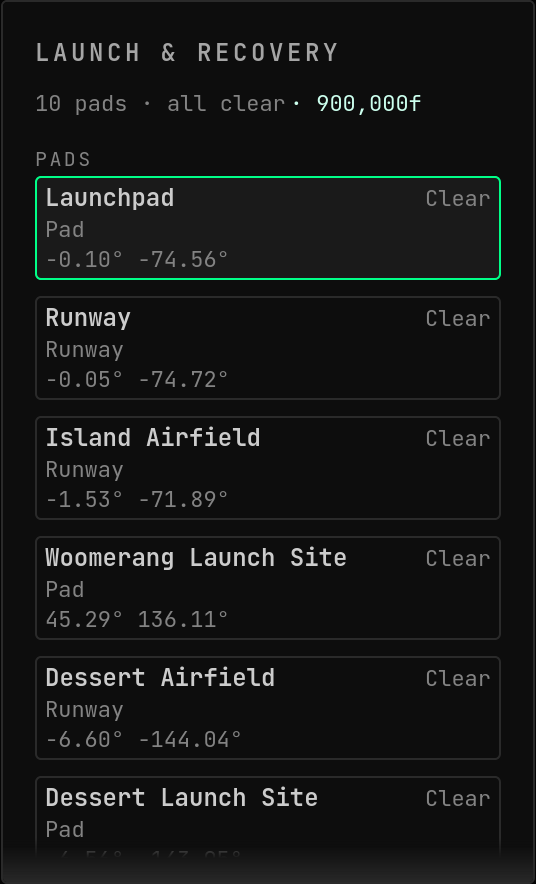 LAUNCH & RECOVERY
10 pads · all clear · 900,000f
PADS
Launchpad Clear
Pad
-0.10° -74.56°
Runway Clear
Runway
-0.05° -74.72°
Island Airfield Clear
Runway
-1.53° -71.89°
Woomerang Launch Site Clear
Pad
45.29° 136.11°
Dessert Airfield Clear
Runway
-6.60° -144.04°
Dessert Launch Site Clear
Pad